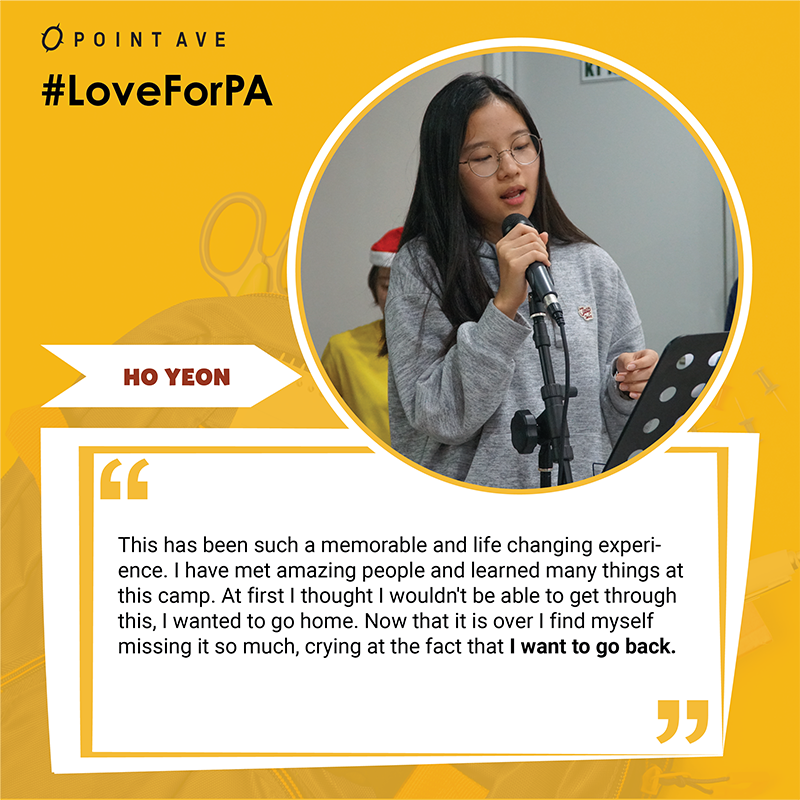 POINT AVE
#LoveForPA
HO YEON
“
This has been such a memorable and life changing experi-
ence. I have met amazing people and learned many things at
this camp. At first I thought I wouldn't be able to get through
this, I wanted to go home. Now that it is over I find myself
missing it so much, crying at the fact that I want to go back.
”